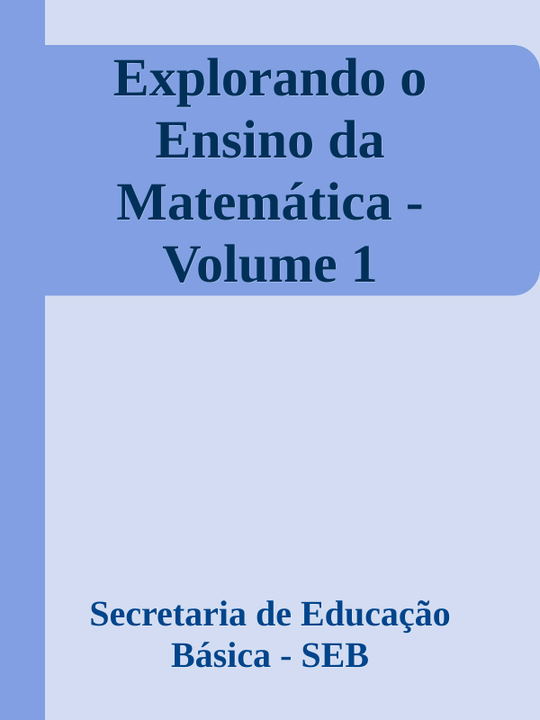 Explorando o
Ensino da
Matemática -
Volume 1
Secretaria de Educação
Básica - SEB